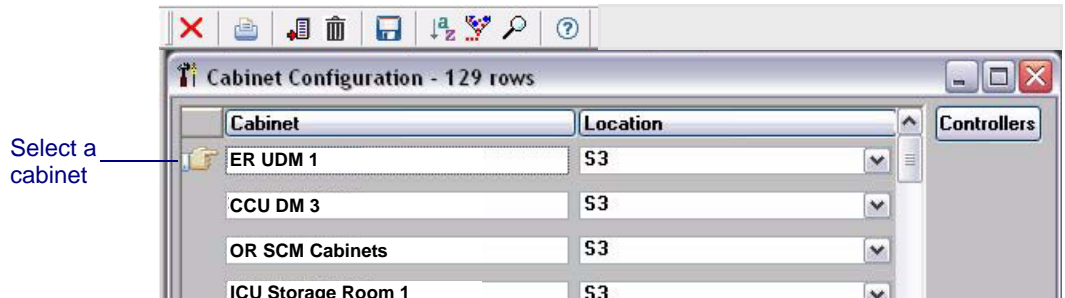 Cabinet Configuration - 129 rows
Cabinet Location Controllers
Select a
cabinet
ER UDM 1 S3
CCU DM 3 S3
OR SCM Cabinets S3
ICU Storage Room 1 S3